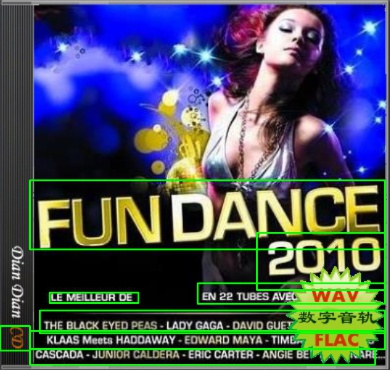 FUN DANCE
2010
LE MEILLEUR DE
EN 22 TUBES AVEC
WAV
数字音轨
FLAC
THE BLACK EYED PEAS - LADY GAGA - DAVID
KLAAS Meets HADDAWAY - EDWARD MAYA -
CASCADA - JUNIOR CALDERA - ERIC CARTER - ANGIE BE
Dian Dian
CD